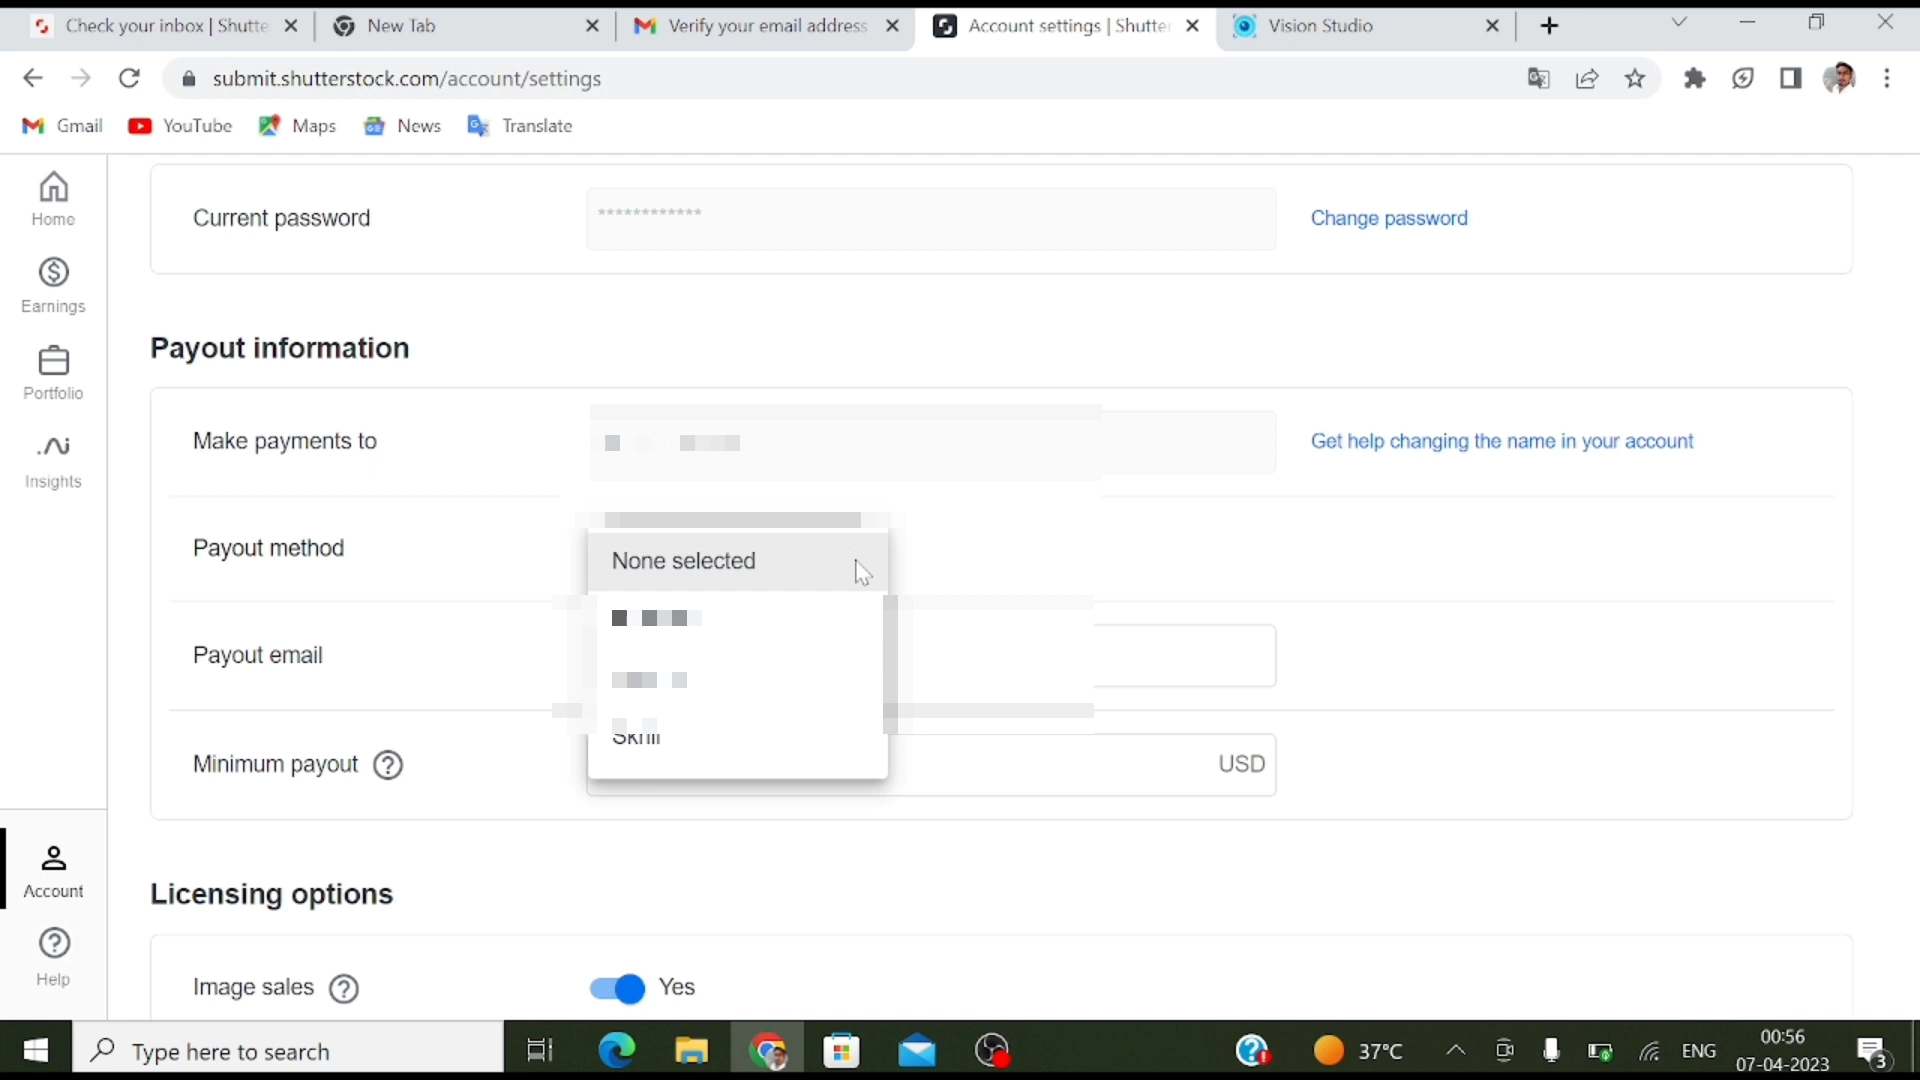 Check your inbox | Shutte
New Tab
Verify your email address
Account settings | Shutter
Vision Studio
submit.shutterstock.com/account/settings
Gmail
YouTube
Maps
News
Translate
Home
Earnings
Portfolio
Insights
Account
Help
Current password
************
Change password
Payout information
Make payments to
Get help changing the name in your account
Payout method
None selected
Payout email
Skrill
Minimum payout
USD
Licensing options
Image sales
Yes
Type here to search
37°C
ENG
00:56
07-04-2023
3